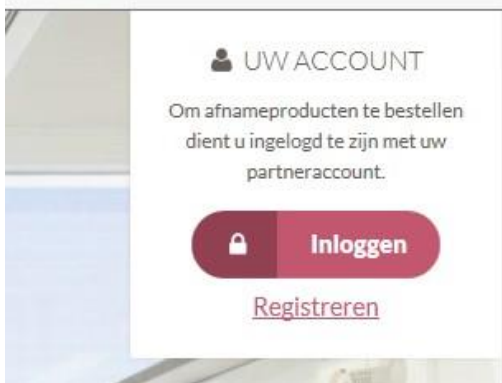 UW ACCOUNT
Om afnameproducten te bestellen
dient u ingelogd te zijn met uw
partneraccount.
Inloggen
Registreren